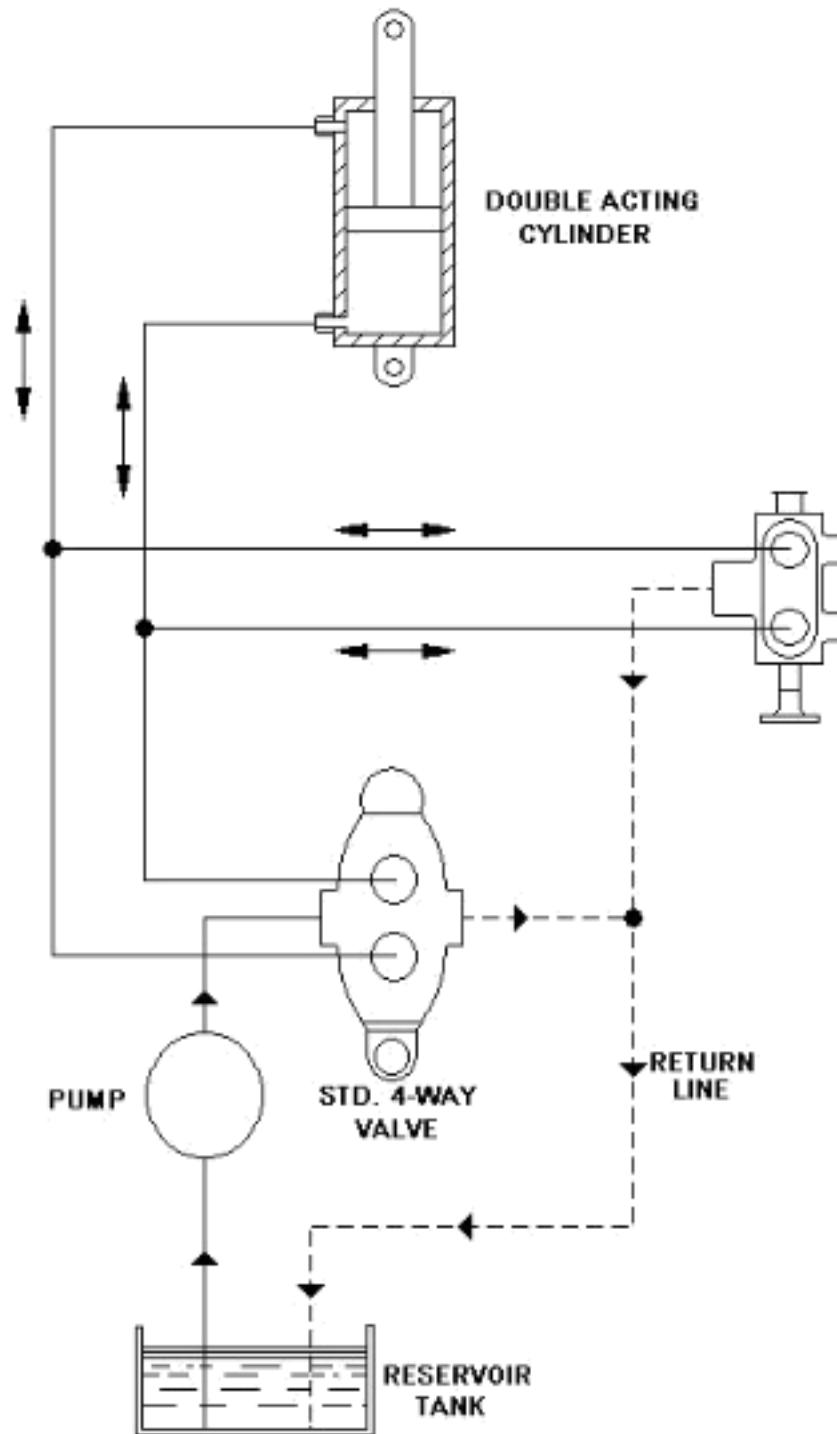 DOUBLE ACTING
CYLINDER
RETURN
LINE
PUMP
STD. 4-WAY
VALVE
RESERVOIR
TANK